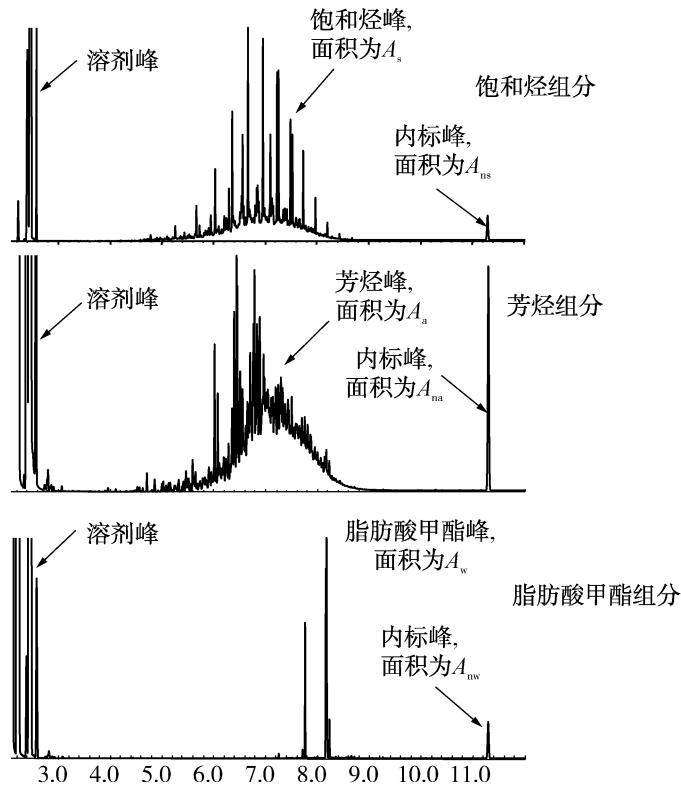 溶剂峰
饱和烃峰,
面积为As
饱和烃组分
内标峰,
面积为Ans
溶剂峰
芳烃峰,
面积为Aa
芳烃组分
内标峰,
面积为Ana
溶剂峰
脂肪酸甲酯峰,
面积为Aw
脂肪酸甲酯组分
内标峰,
面积为Anw
3.0 4.0 5.0 6.0 7.0 8.0 9.0 10.0 11.0